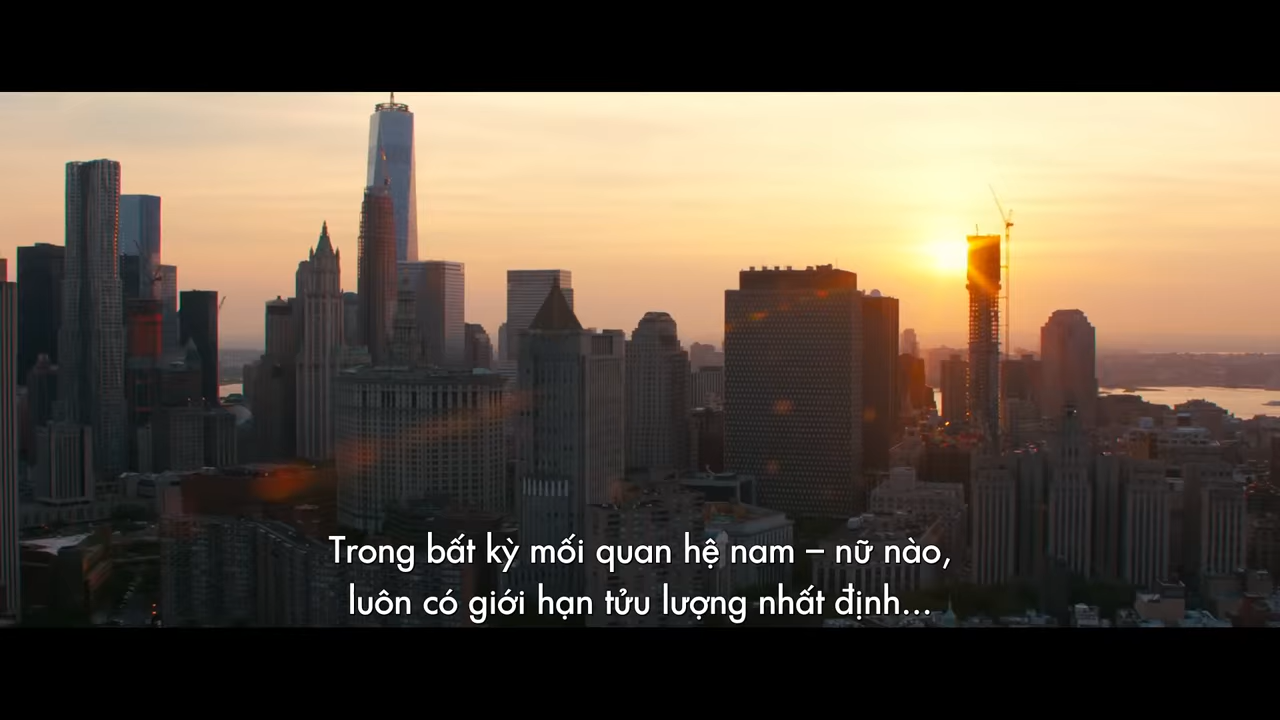 Trong bất kỳ mối quan hệ nam – nữ nào,
luôn có giới hạn tửu lượng nhất định...